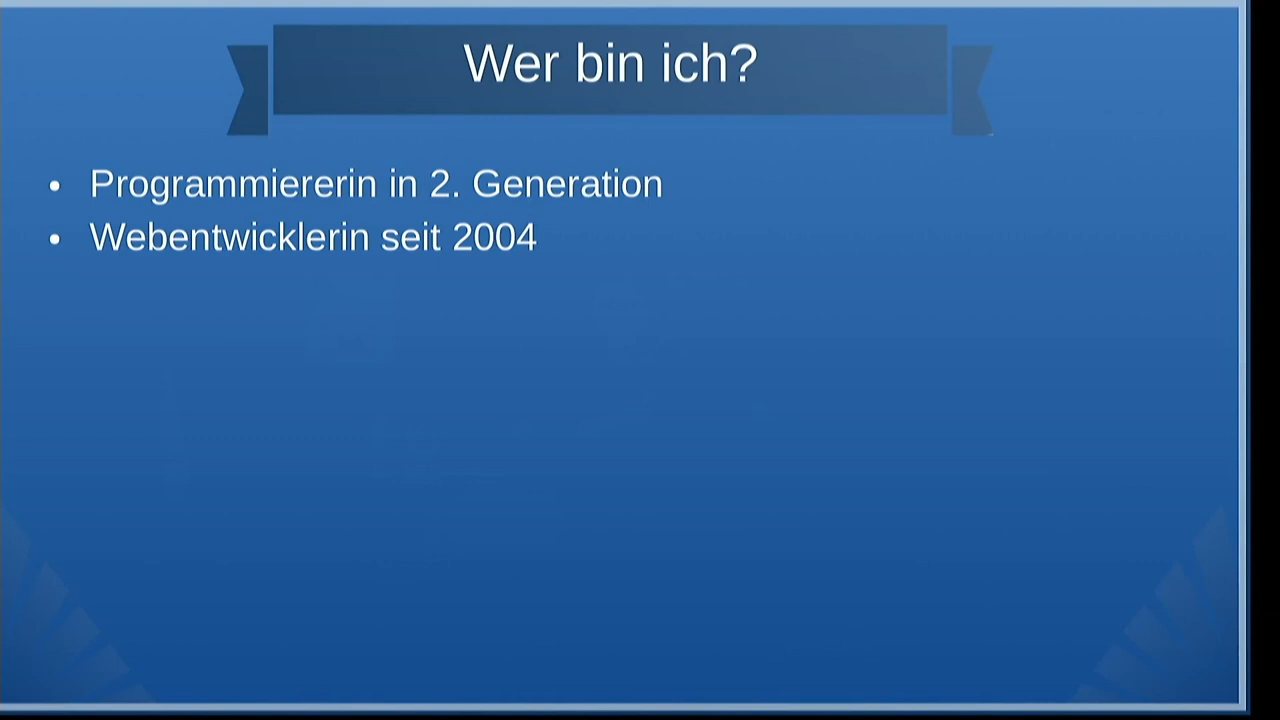 Wer bin ich?
• Programmiererin in 2. Generation
• Webentwicklerin seit 2004